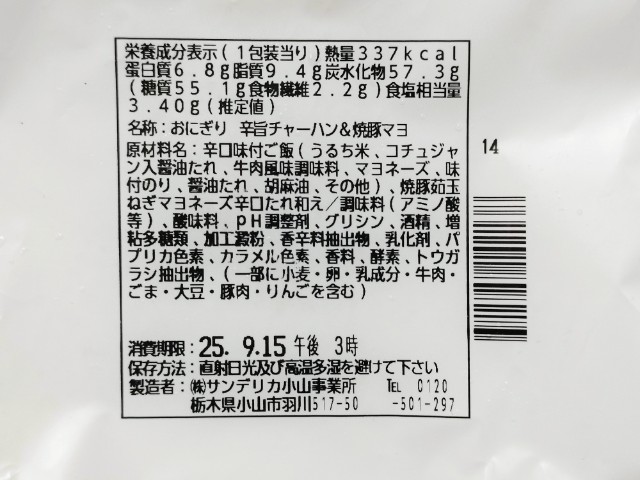 栄養成分表示(1包装当り)熱量337kcal
蛋白質6.8g脂質9.4g炭水化物57.3g
(糖質55.1g食物繊維2.2g)食塩相当量
3.40g(推定値)
名称:おにぎり 辛旨チャーハン&焼豚マヨ
原材料名:辛口味付ご飯(うるち米、コチュジャ
ン入醤油たれ、牛肉風味調味料、マヨネーズ、味
付のり、醤油たれ、胡麻油、その他)、焼豚茹玉
ねぎマヨネーズ辛口たれ和え/調味料(アミノ酸
等)、酸味料、pH調整剤、グリシン、酒精、増
粘多糖類、加工澱粉、香辛料抽出物、乳化剤、パ
プリカ色素、カラメル色素、香料、酵素、トウガ
ラシ抽出物、(一部に小麦・卵・乳成分・牛肉・
ごま・大豆・豚肉・りんごを含む)
消費期限:25. 9.15 午後 3時
保存方法:直射日光及び高温多湿を避けて下さい
製造者:㈱サンデリカ小山事業所 TEL 0120
栃木県小山市羽川517-50 -501-297
14